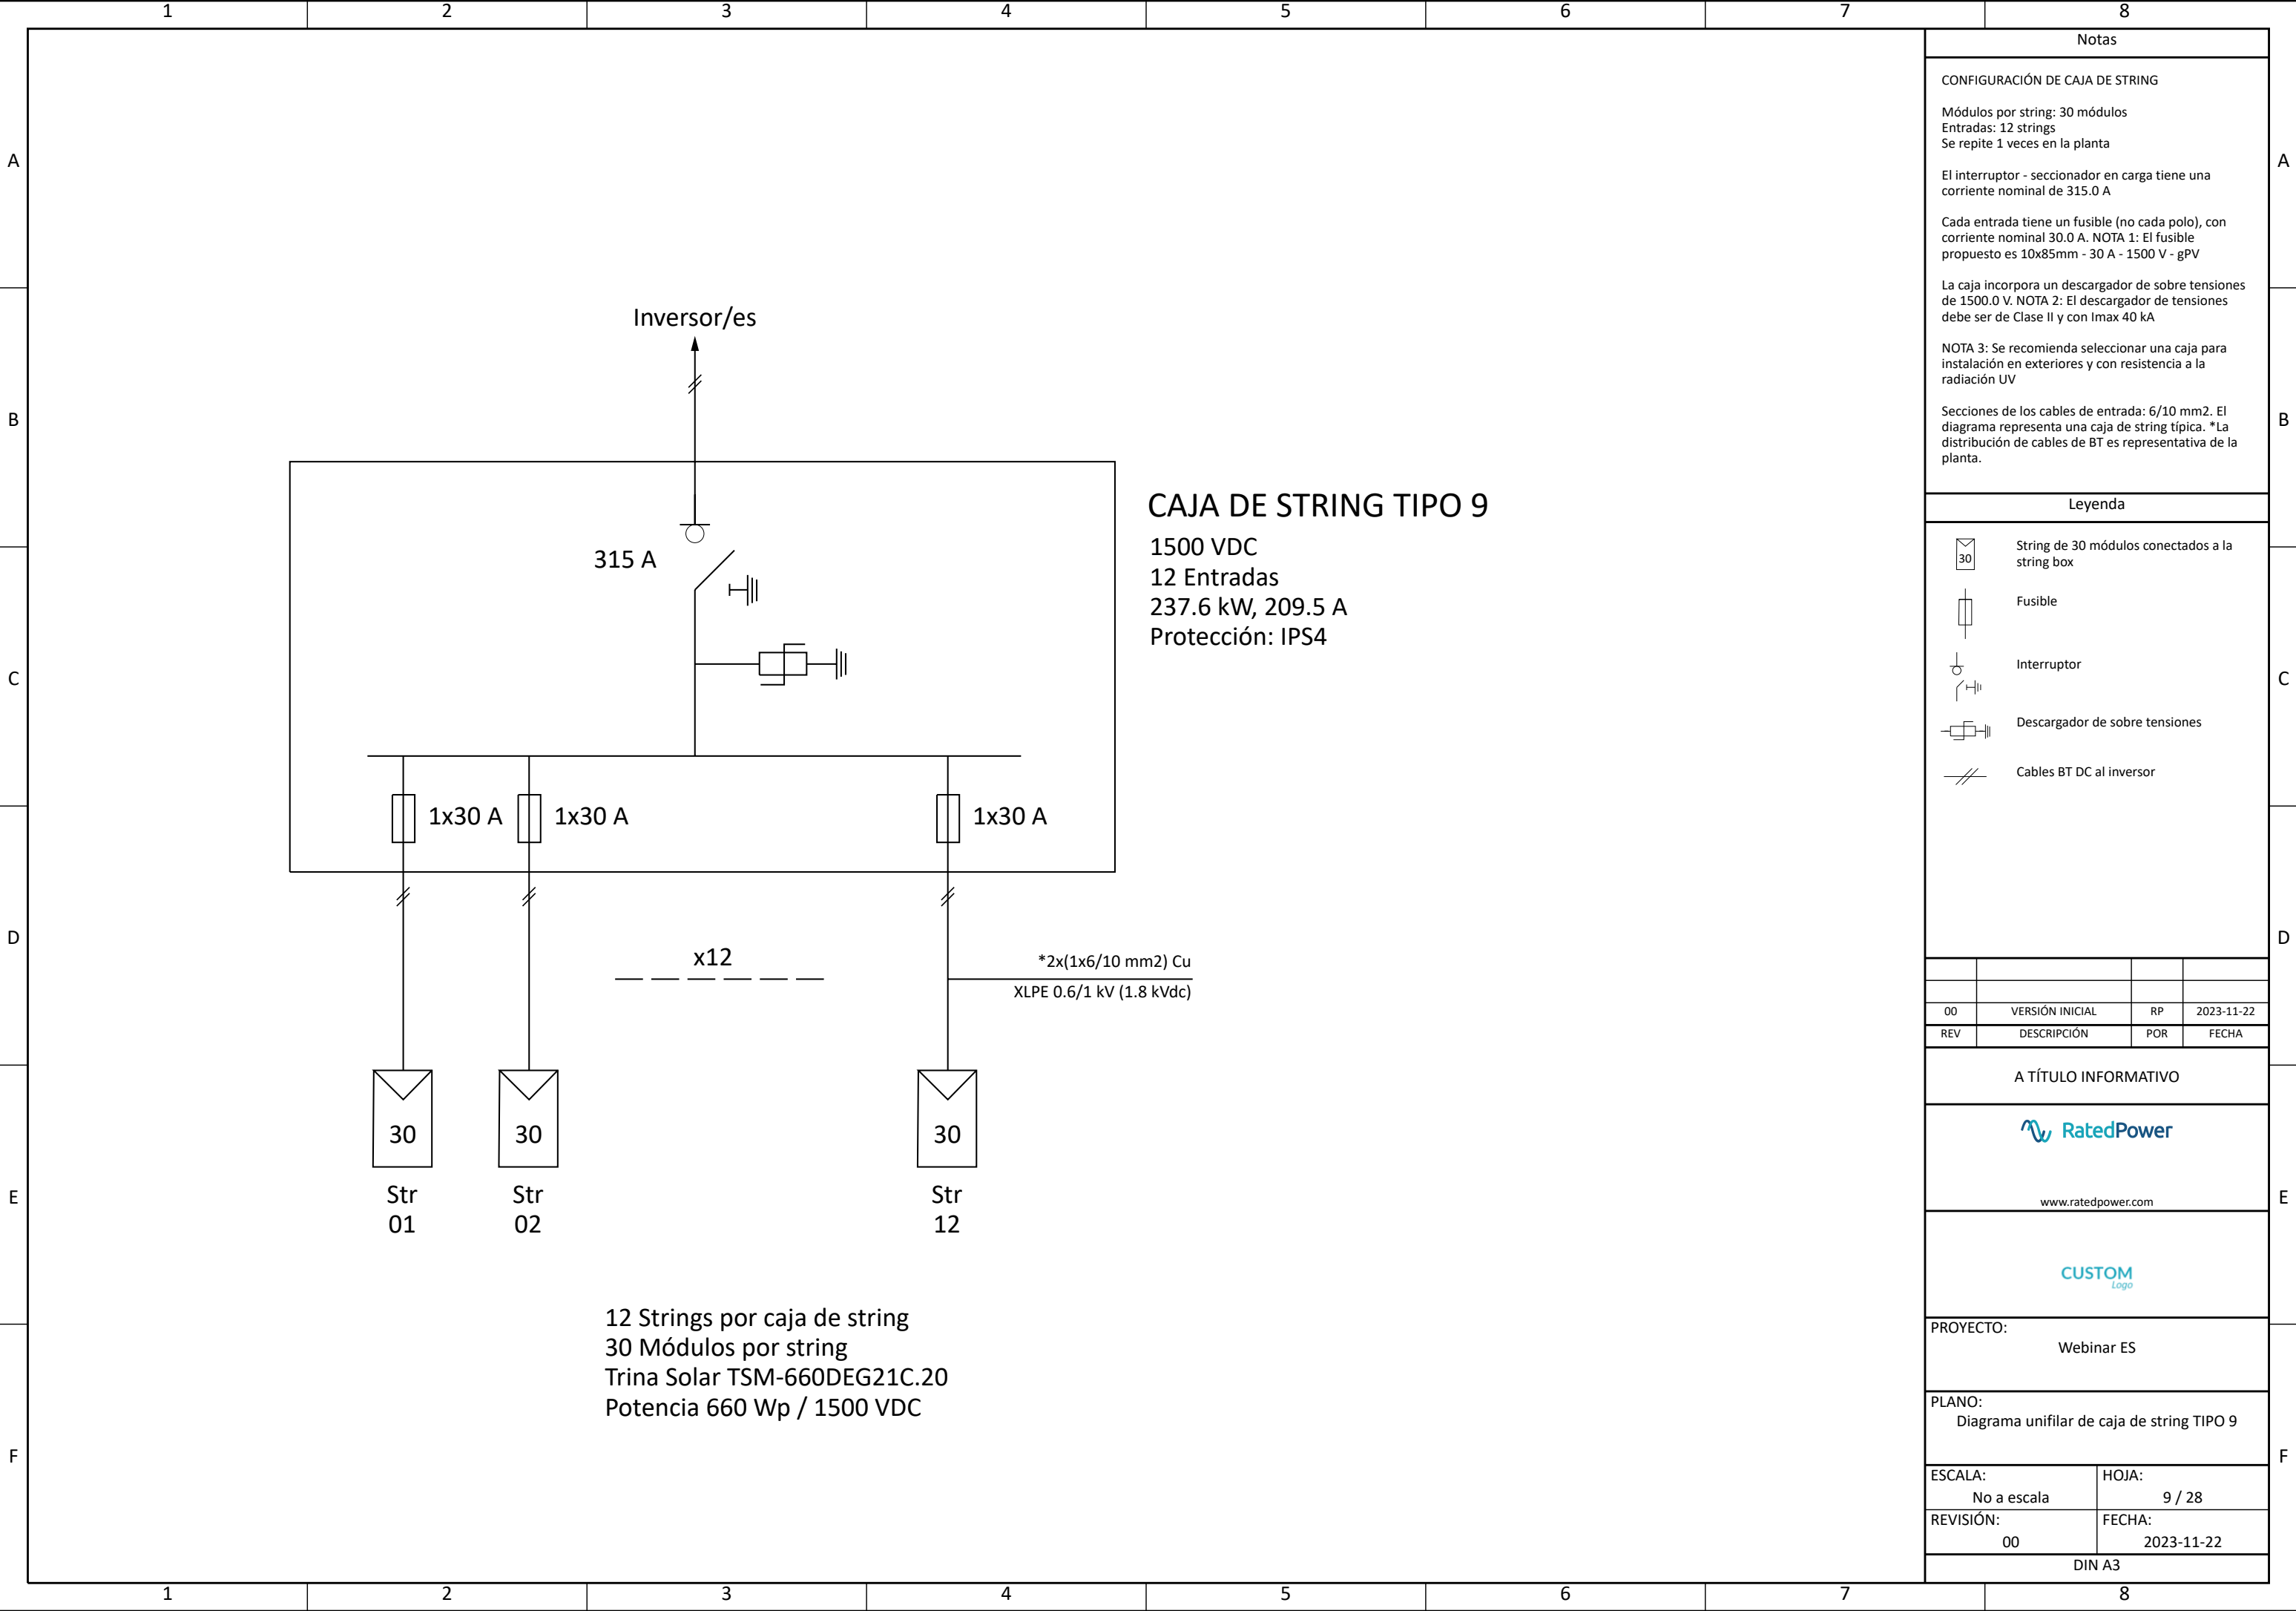 1 2 3 4 5 6 7 8
A
B
C
D
E
F
Inversor/es
315 A
CAJA DE STRING TIPO 9
1500 VDC
12 Entradas
237.6 kW, 209.5 A
Protección: IPS4
1x30 A
1x30 A
1x30 A
x12
*2x(1x6/10 mm2) Cu
XLPE 0.6/1 kV (1.8 kVdc)
30
30
30
Str
01
Str
02
Str
12
12 Strings por caja de string
30 Módulos por string
Trina Solar TSM-660DEG21C.20
Potencia 660 Wp / 1500 VDC
Notas
CONFIGURACIÓN DE CAJA DE STRING
Módulos por string: 30 módulos
Entradas: 12 strings
Se repite 1 veces en la planta
El interruptor - seccionador en carga tiene una
corriente nominal de 315.0 A
Cada entrada tiene un fusible (no cada polo), con
corriente nominal 30.0 A. NOTA 1: El fusible
propuesto es 10x85mm - 30 A - 1500 V - gPV
La caja incorpora un descargador de sobre tensiones
de 1500.0 V. NOTA 2: El descargador de tensiones
debe ser de Clase II y con Imax 40 kA
NOTA 3: Se recomienda seleccionar una caja para
instalación en exteriores y con resistencia a la
radiación UV
Secciones de los cables de entrada: 6/10 mm2. El
diagrama representa una caja de string típica. *La
distribución de cables de BT es representativa de la
planta.
Leyenda
30
String de 30 módulos conectados a la
string box
Fusible
Interruptor
Descargador de sobre tensiones
Cables BT DC al inversor
00 VERSIÓN INICIAL RP 2023-11-22
REV DESCRIPCIÓN POR FECHA
A TÍTULO INFORMATIVO
RatedPower
www.ratedpower.com
CUSTOM
Logo
PROYECTO:
Webinar ES
PLANO:
Diagrama unifilar de caja de string TIPO 9
ESCALA:
No a escala
HOJA:
9 / 28
REVISIÓN:
00
FECHA:
2023-11-22
DIN A3
A
B
C
D
E
F
1 2 3 4 5 6 7 8